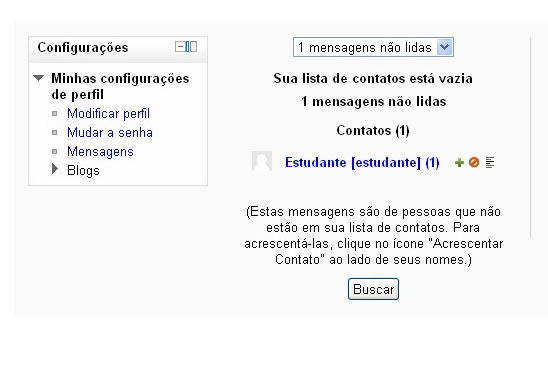 Configurações
Minhas configurações
de perfil
Modificar perfil
Mudar a senha
Mensagens
Blogs
1 mensagens não lidas
Sua lista de contatos está vazia
1 mensagens não lidas
Contatos (1)
Estudante [estudante] (1)
(Estas mensagens são de pessoas que não
estão em sua lista de contatos. Para
acrescentá-las, clique no ícone "Acrescentar
Contato" ao lado de seus nomes.)
Buscar